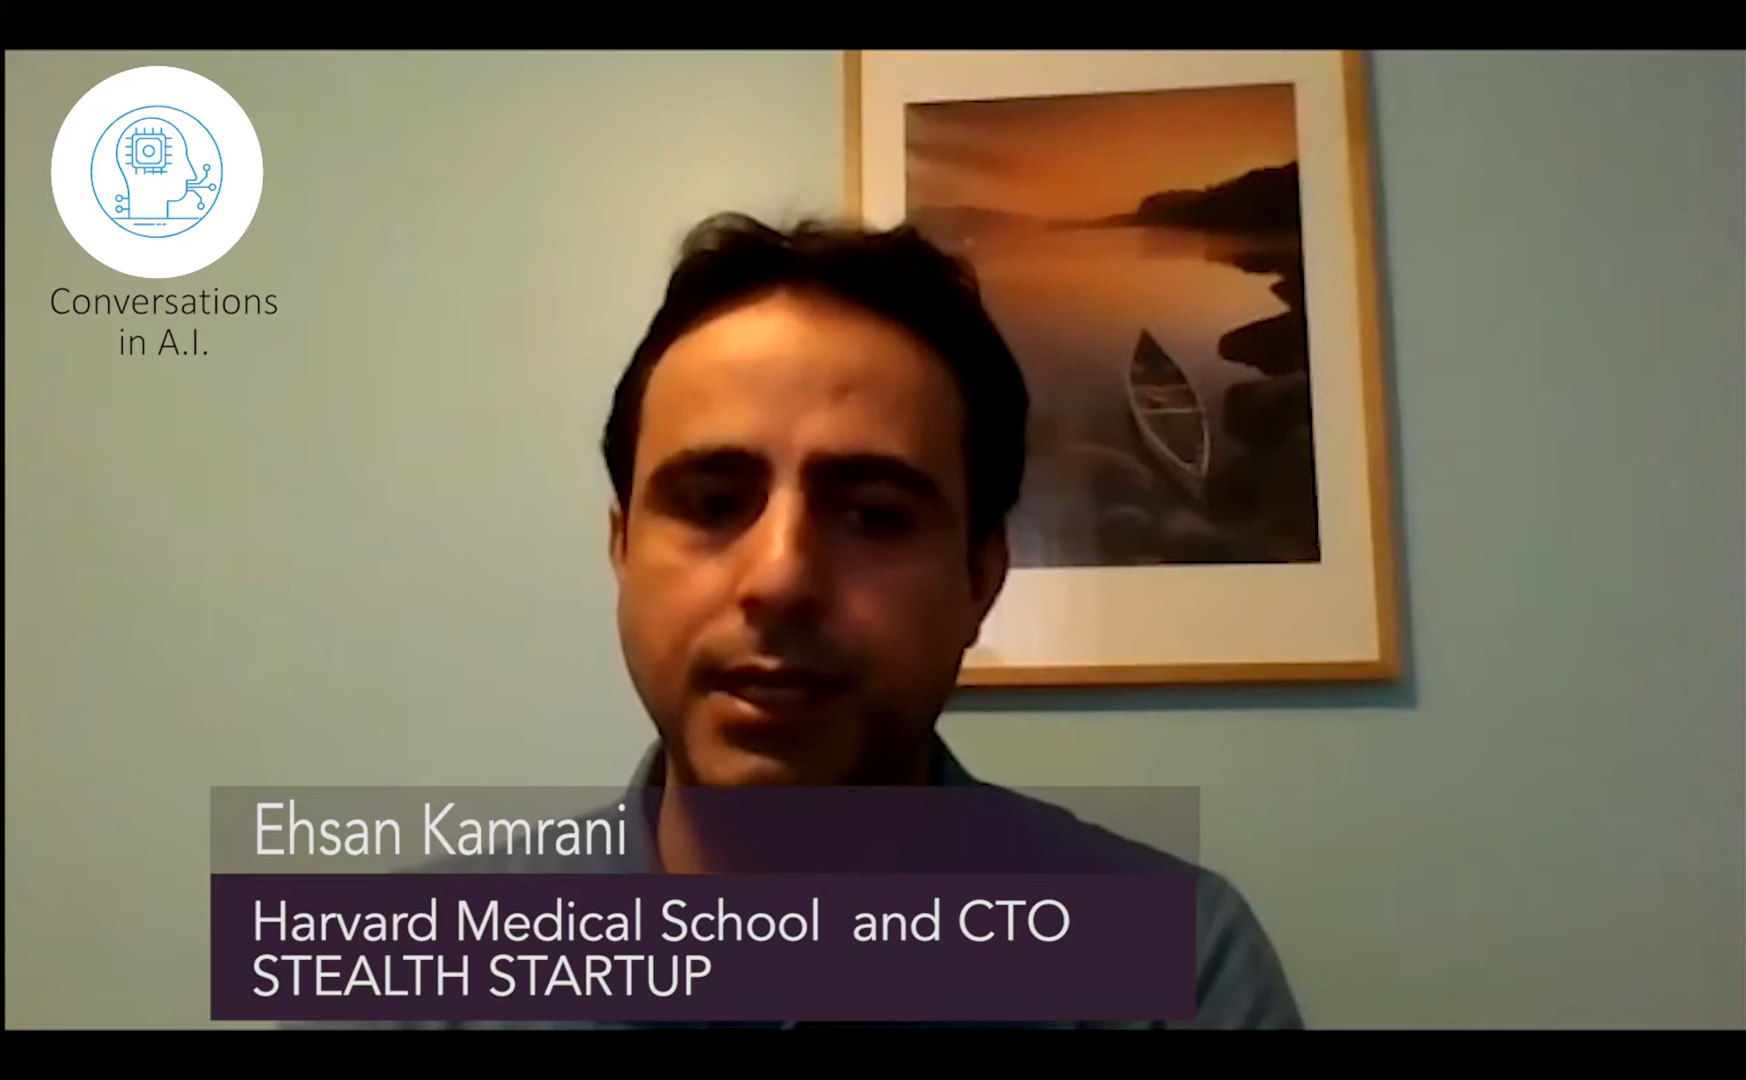 Conversations
in A.I.
Ehsan Kamrani
Harvard Medical School and CTO
STEALTH STARTUP